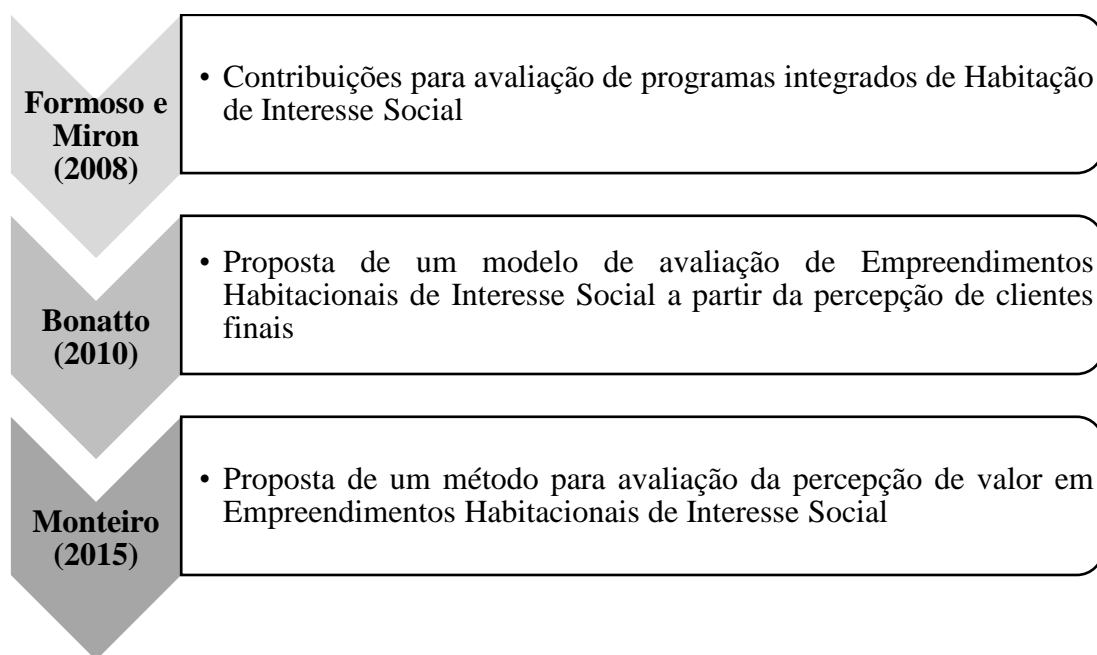 Formoso e
Miron
(2008)
• Contribuições para avaliação de programas integrados de Habitação
de Interesse Social
Bonatto
(2010)
• Proposta de um modelo de avaliação de Empreendimentos
Habitacionais de Interesse Social a partir da percepção de clientes
finais
Monteiro
(2015)
• Proposta de um método para avaliação da percepção de valor em
Empreendimentos Habitacionais de Interesse Social